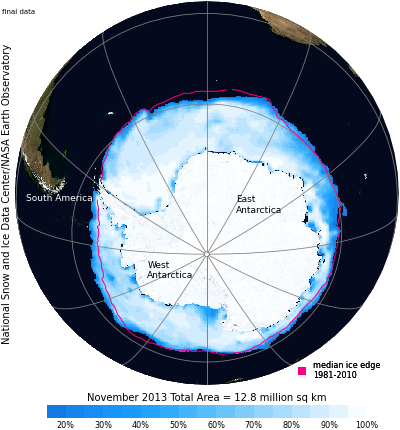 final data
National Snow and Ice Data Center/NASA Earth Observatory
South America
East
Antarctica
West
Antarctica
median ice edge
1981-2010
November 2013 Total Area = 12.8 million sq km
20% 30% 40% 50% 60% 70% 80% 90% 100%